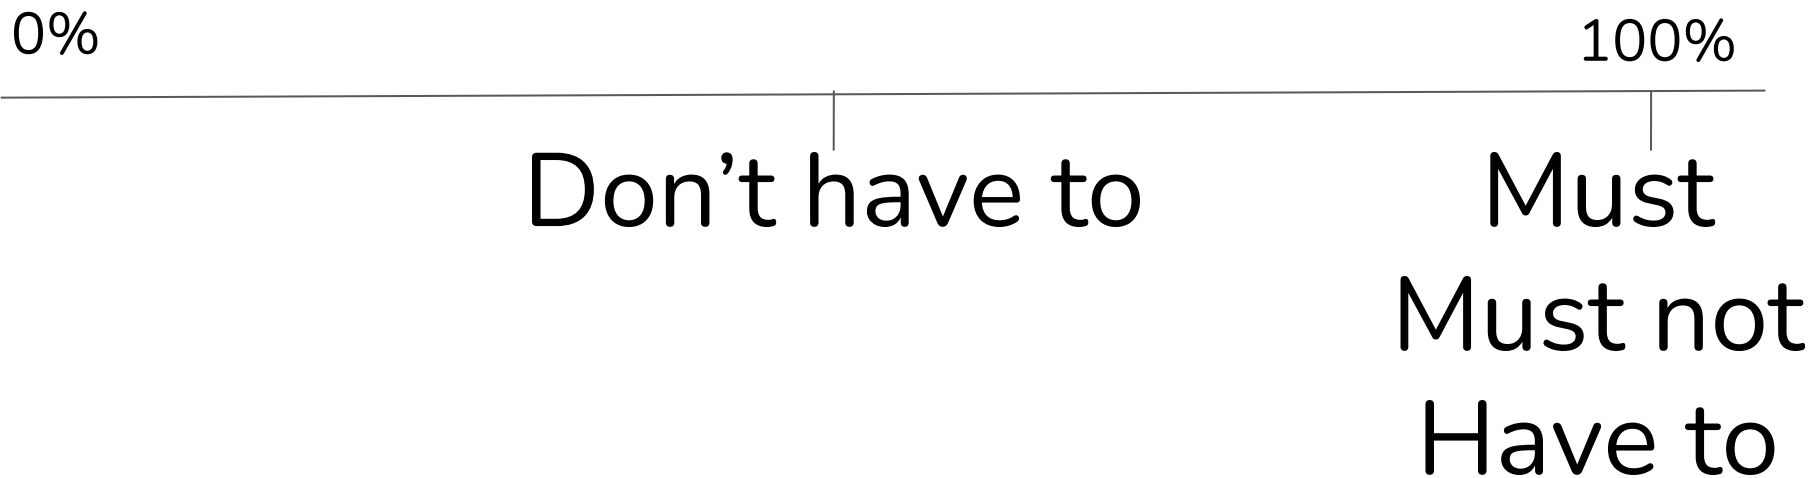 0%
100%
Don’t have to
Must
Must not
Have to